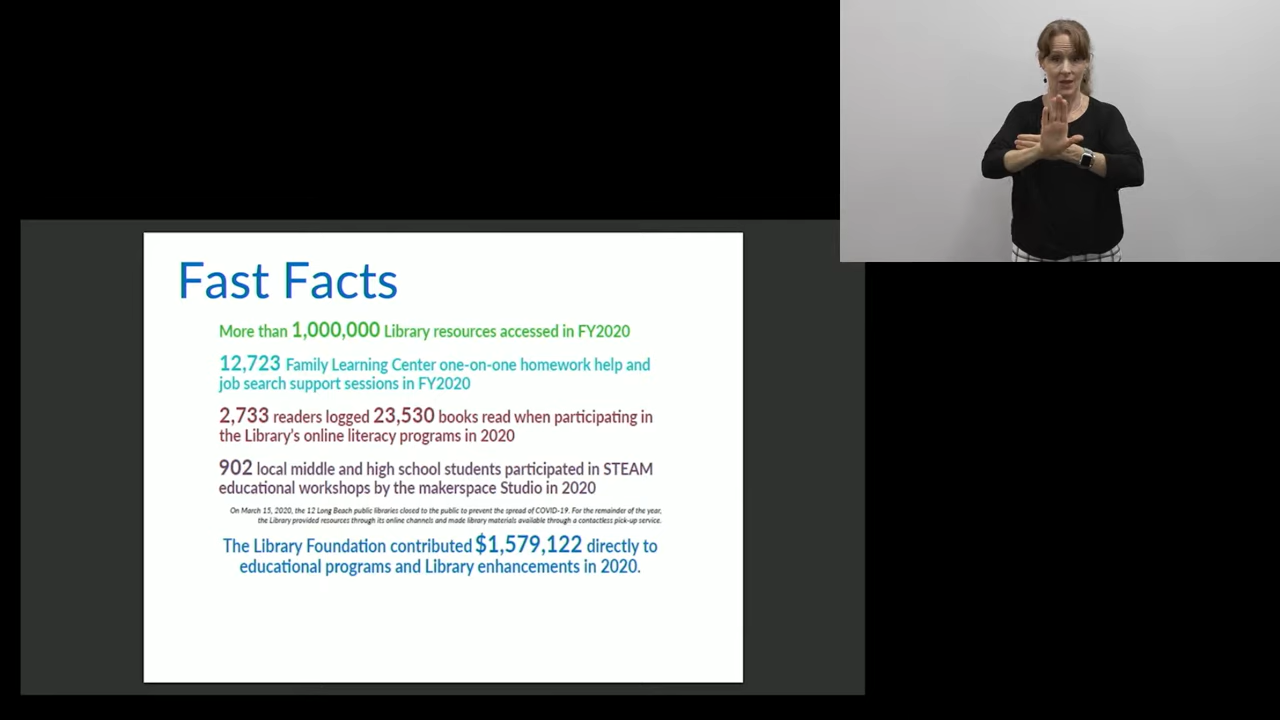 Fast Facts
More than 1,000,000 Library resources accessed in FY2020
12,723 Family Learning Center one-on-one homework help and
job search support sessions in FY2020
2,733 readers logged 23,530 books read when participating in
the Library's online literacy programs in 2020
902 local middle and high school students participated in STEAM
educational workshops by the makerspace Studio in 2020
On March 15, 2020, the 12 Long Beach public libraries closed to the public to prevent the spread of COVID-19. For the remainder of the year,
the Library provided resources through its online channels and made library materials available through a contactless pick-up service.
The Library Foundation contributed $1,579,122 directly to
educational programs and Library enhancements in 2020.